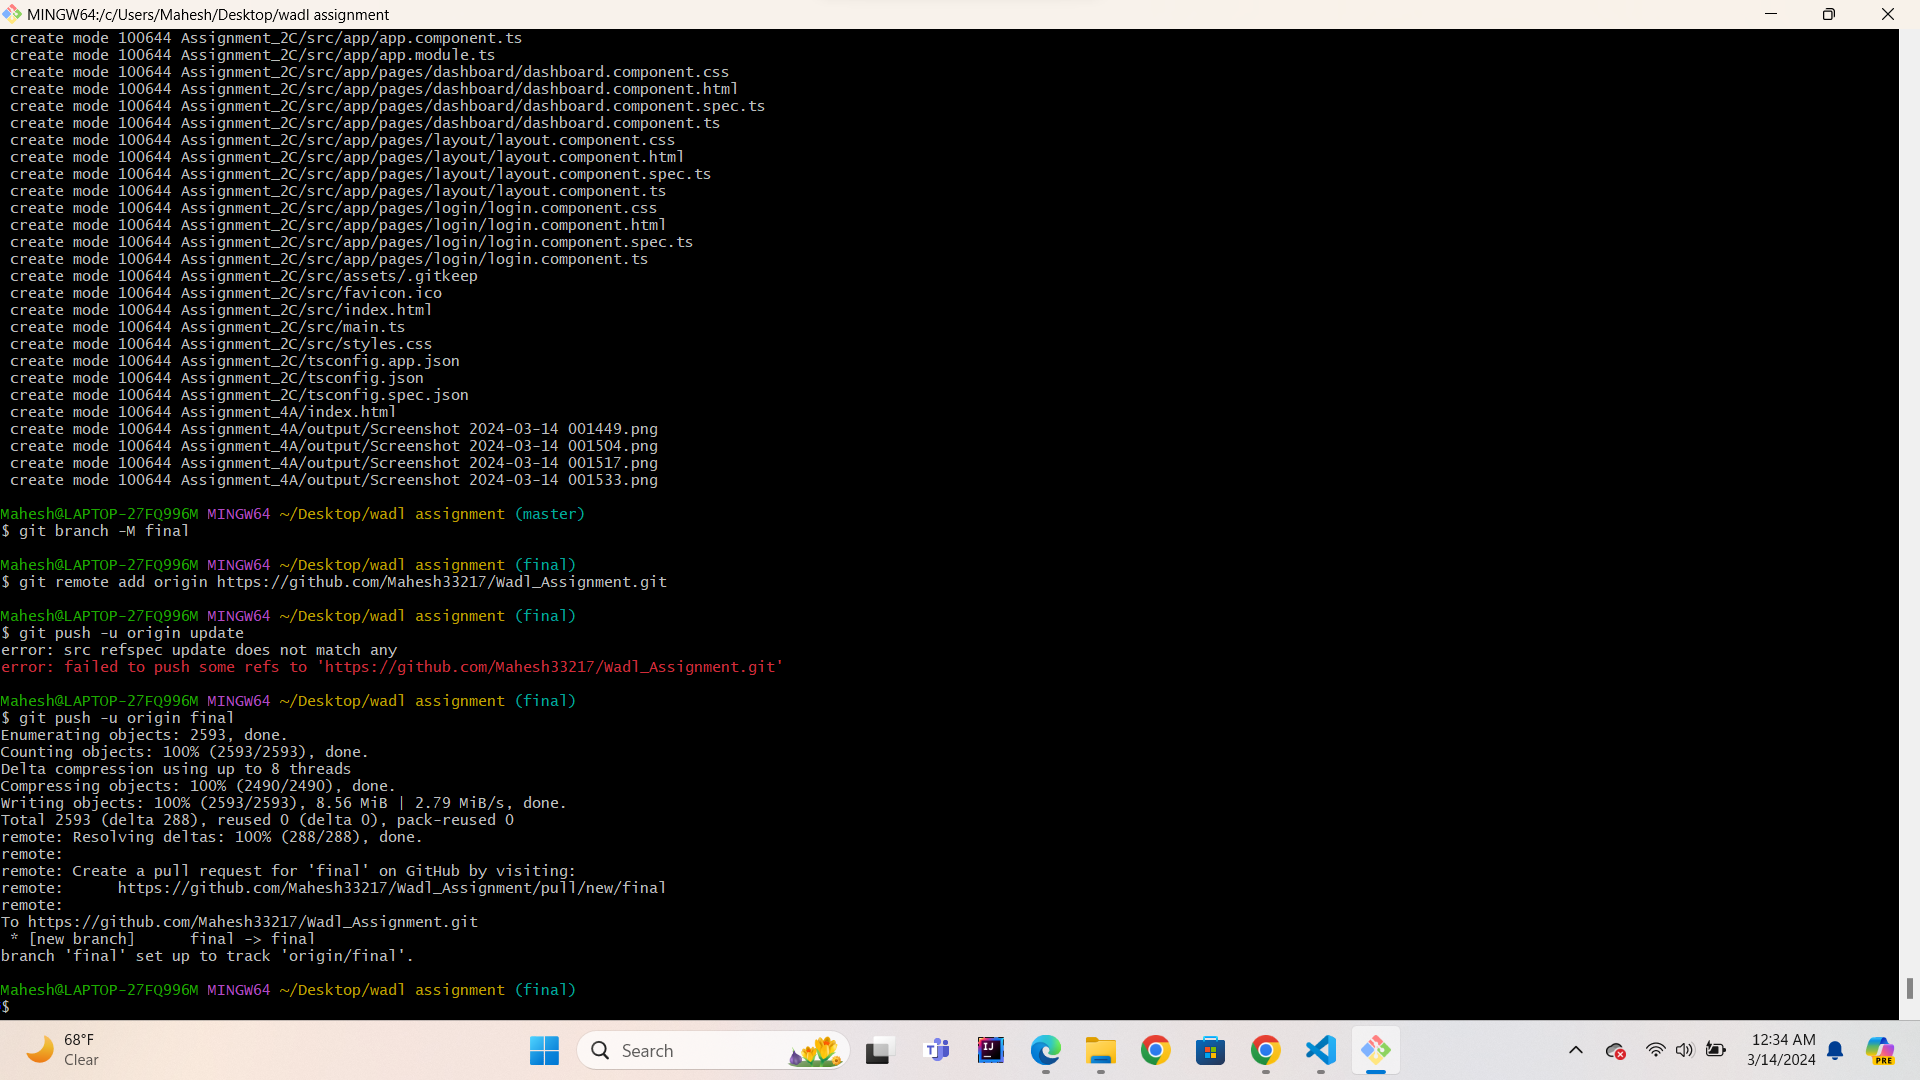 MINGW64:/c/Users/Mahesh/Desktop/wadl assignment
create mode 100644 Assignment_2C/src/app/app.component.ts
create mode 100644 Assignment_2C/src/app/app.module.ts
create mode 100644 Assignment_2C/src/app/pages/dashboard/dashboard.component.css
create mode 100644 Assignment_2C/src/app/pages/dashboard/dashboard.component.html
create mode 100644 Assignment_2C/src/app/pages/dashboard/dashboard.component.spec.ts
create mode 100644 Assignment_2C/src/app/pages/dashboard/dashboard.component.ts
create mode 100644 Assignment_2C/src/app/pages/layout/layout.component.css
create mode 100644 Assignment_2C/src/app/pages/layout/layout.component.html
create mode 100644 Assignment_2C/src/app/pages/layout/layout.component.spec.ts
create mode 100644 Assignment_2C/src/app/pages/layout/layout.component.ts
create mode 100644 Assignment_2C/src/app/pages/login/login.component.css
create mode 100644 Assignment_2C/src/app/pages/login/login.component.html
create mode 100644 Assignment_2C/src/app/pages/login/login.component.spec.ts
create mode 100644 Assignment_2C/src/app/pages/login/login.component.ts
create mode 100644 Assignment_2C/src/assets/.gitkeep
create mode 100644 Assignment_2C/src/favicon.ico
create mode 100644 Assignment_2C/src/index.html
create mode 100644 Assignment_2C/src/main.ts
create mode 100644 Assignment_2C/src/styles.css
create mode 100644 Assignment_2C/tsconfig.app.json
create mode 100644 Assignment_2C/tsconfig.json
create mode 100644 Assignment_2C/tsconfig.spec.json
create mode 100644 Assignment_4A/index.html
create mode 100644 Assignment_4A/output/Screenshot 2024-03-14 001449.png
create mode 100644 Assignment_4A/output/Screenshot 2024-03-14 001504.png
create mode 100644 Assignment_4A/output/Screenshot 2024-03-14 001517.png
create mode 100644 Assignment_4A/output/Screenshot 2024-03-14 001533.png
Mahesh@LAPTOP-27FQ996M MINGW64 ~/Desktop/wadl assignment (master)
$ git branch -M final
Mahesh@LAPTOP-27FQ996M MINGW64 ~/Desktop/wadl assignment (final)
$ git remote add origin https://github.com/Mahesh33217/Wadl_Assignment.git
Mahesh@LAPTOP-27FQ996M MINGW64 ~/Desktop/wadl assignment (final)
$ git push -u origin update
error: src refspec update does not match any
error: failed to push some refs to 'https://github.com/Mahesh33217/Wadl_Assignment.git'
Mahesh@LAPTOP-27FQ996M MINGW64 ~/Desktop/wadl assignment (final)
$ git push -u origin final
Enumerating objects: 2593, done.
Counting objects: 100% (2593/2593), done.
Delta compression using up to 8 threads
Compressing objects: 100% (2490/2490), done.
Writing objects: 100% (2593/2593), 8.56 MiB | 2.79 MiB/s, done.
Total 2593 (delta 288), reused 0 (delta 0), pack-reused 0
remote: Resolving deltas: 100% (288/288), done.
remote:
remote: Create a pull request for 'final' on GitHub by visiting:
remote:      https://github.com/Mahesh33217/Wadl_Assignment/pull/new/final
remote:
To https://github.com/Mahesh33217/Wadl_Assignment.git
* [new branch]      final -> final
branch 'final' set up to track 'origin/final'.
Mahesh@LAPTOP-27FQ996M MINGW64 ~/Desktop/wadl assignment (final)
$
68°F
Clear
Search
12:34 AM
3/14/2024
PRE